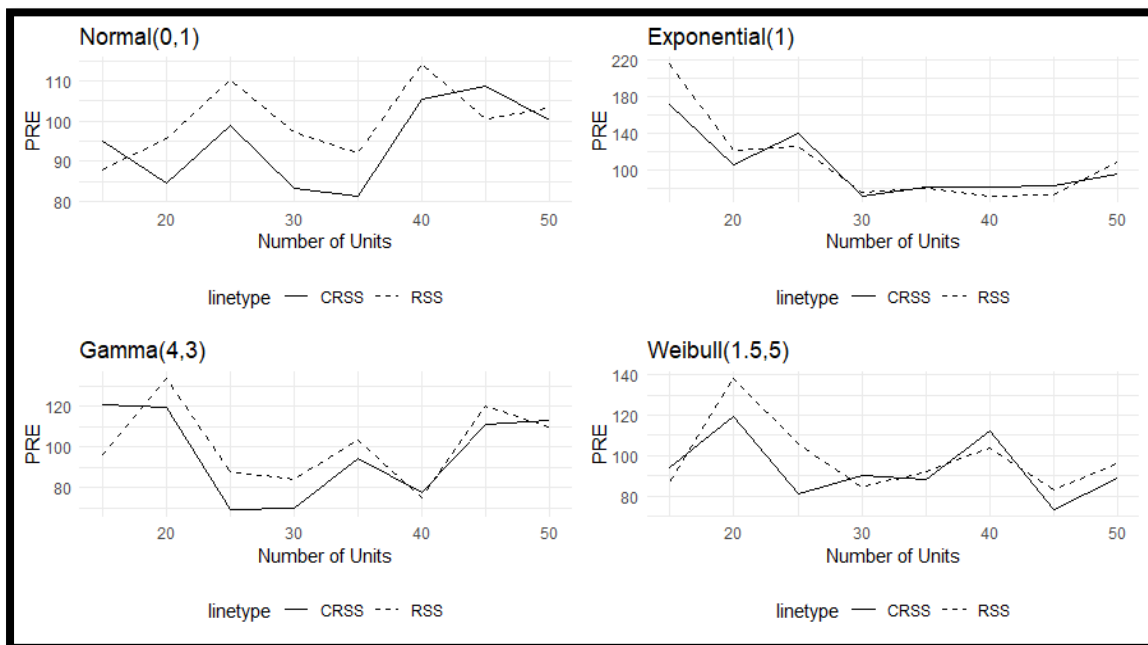 Normal(0,1)
110
100
90
80
PRE
20 30 40 50
Number of Units
linetype CRSS RSS
Exponential(1)
220
180
140
100
PRE
20 30 40 50
Number of Units
linetype CRSS RSS
Gamma(4,3)
120
100
80
PRE
20 30 40 50
Number of Units
linetype CRSS RSS
Weibull(1.5,5)
140
120
100
80
PRE
20 30 40 50
Number of Units
linetype CRSS RSS